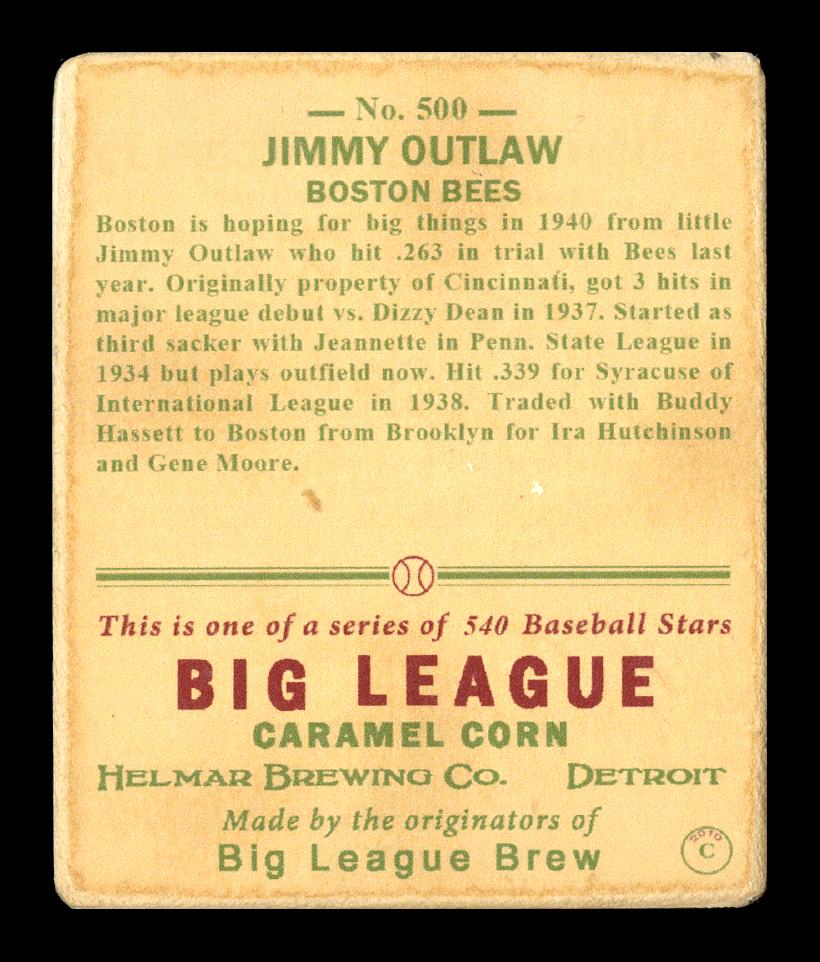 — No. 500 —
JIMMY OUTLAW
BOSTON BEES
Boston is hoping for big things in 1940 from little
Jimmy Outlaw who hit .263 in trial with Bees last
year. Originally property of Cincinnati, got 3 hits in
major league debut vs. Dizzy Dean in 1937. Started as
third sacker with Jeannette in Penn. State League in
1934 but plays outfield now. Hit .339 for Syracuse of
International League in 1938. Traded with Buddy
Hassett to Boston from Brooklyn for Ira Hutchinson
and Gene Moore.
This is one of a series of 540 Baseball Stars
BIG LEAGUE
CARAMEL CORN
HELMAR BREWING CO. DETROIT
Made by the originators of
Big League Brew
2010
C